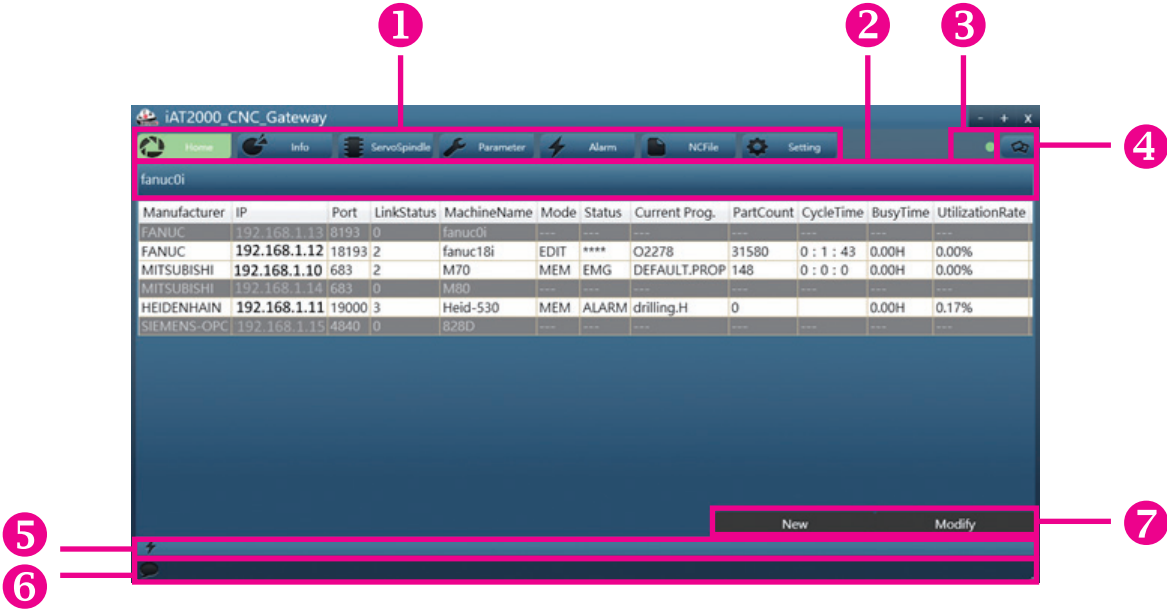 1 2 3
iAT2000_CNC_Gateway - + x
Home Info ServoSpindle Parameter Alarm NCFile Setting
4
fanuc0i
Manufacturer IP Port LinkStatus MachineName Mode Status Current Prog. PartCount CycleTime BusyTime UtilizationRate
FANUC 192.168.1.13 8193 0 fanuc0i --- --- --- --- --- --- ---
FANUC 192.168.1.12 18193 2 fanuc18i EDIT **** O2278 31580 0 : 1 : 43 0.00H 0.00%
MITSUBISHI 192.168.1.10 683 2 M70 MEM EMG DEFAULT.PROP 148 0 : 0 : 0 0.00H 0.00%
MITSUBISHI 192.168.1.14 683 0 M80 --- --- --- --- --- --- ---
HEIDENHAIN 192.168.1.11 19000 3 Heid-530 MEM ALARM drilling.H 0 0.00H 0.17%
SIEMENS-OPC 192.168.1.15 4840 0 828D --- --- --- --- --- --- ---
New Modify
7
5
6